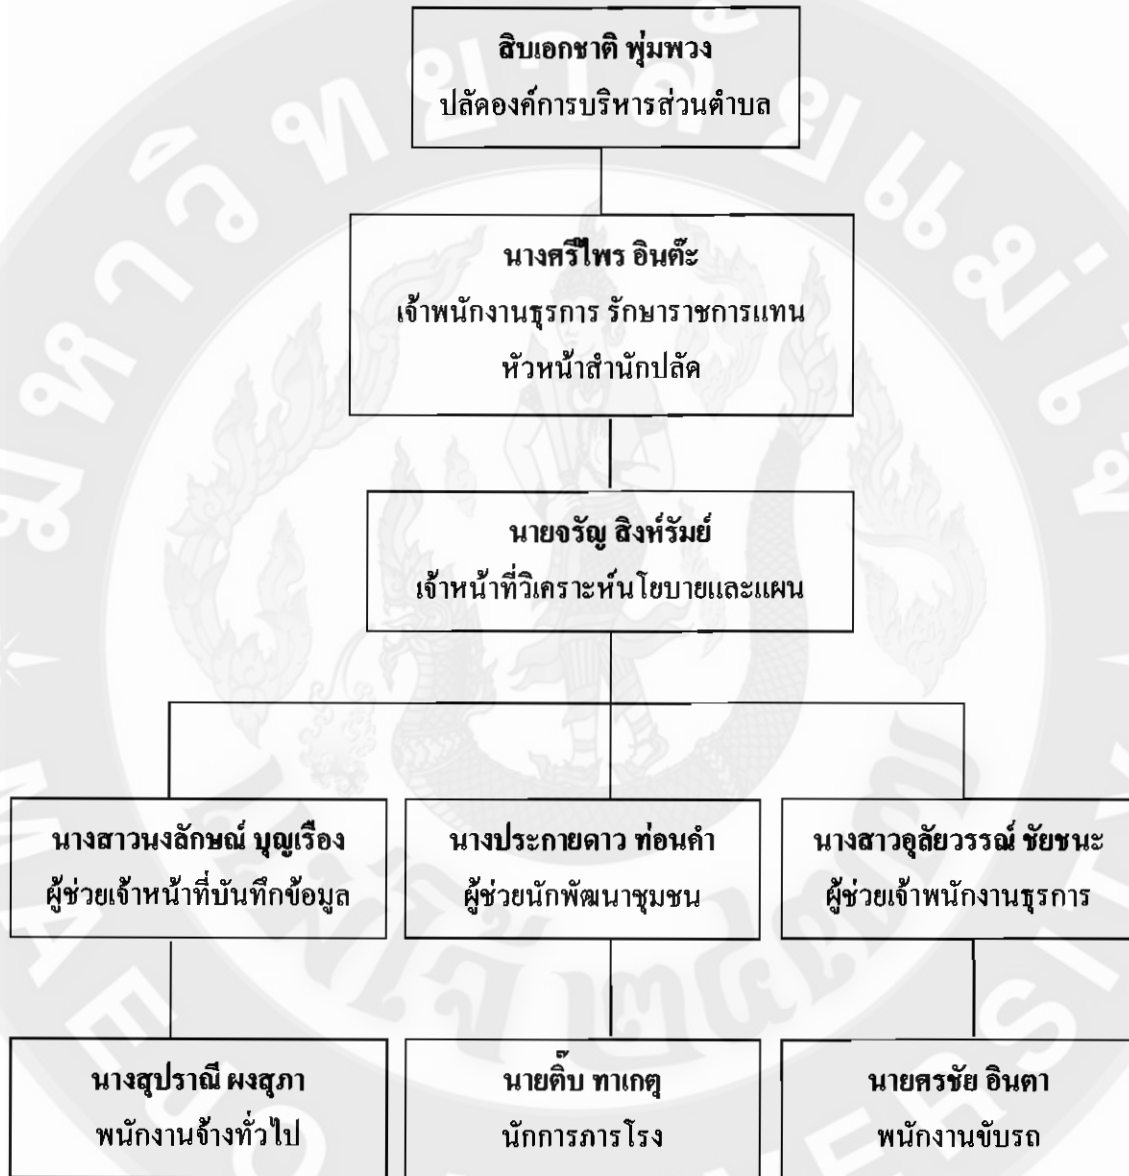 สิบเอกชาติ พุ่มพวง
ปลัดองค์การบริหารส่วนตำบล
นางศรีไพร อินต๊ะ
เจ้าพนักงานธุรการ รักษาราชการแทน
หัวหน้าสำนักปลัด
นายจรัญ สิงห์รัมย์
เจ้าหน้าที่วิเคราะห์นโยบายและแผน
นางสาวนงลักษณ์ บุญเรือง
ผู้ช่วยเจ้าหน้าที่บันทึกข้อมูล
นางประกายดาว ท่อนคำ
ผู้ช่วยนักพัฒนาชุมชน
นางสาวอุลัยวรรณ์ ชัยชนะ
ผู้ช่วยเจ้าพนักงานธุรการ
นางสุปราณี ผงสุภา
พนักงานจ้างทั่วไป
นายติ๊บ ทาเกตุ
นักการภารโรง
นายศรชัย อินตา
พนักงานขับรถ